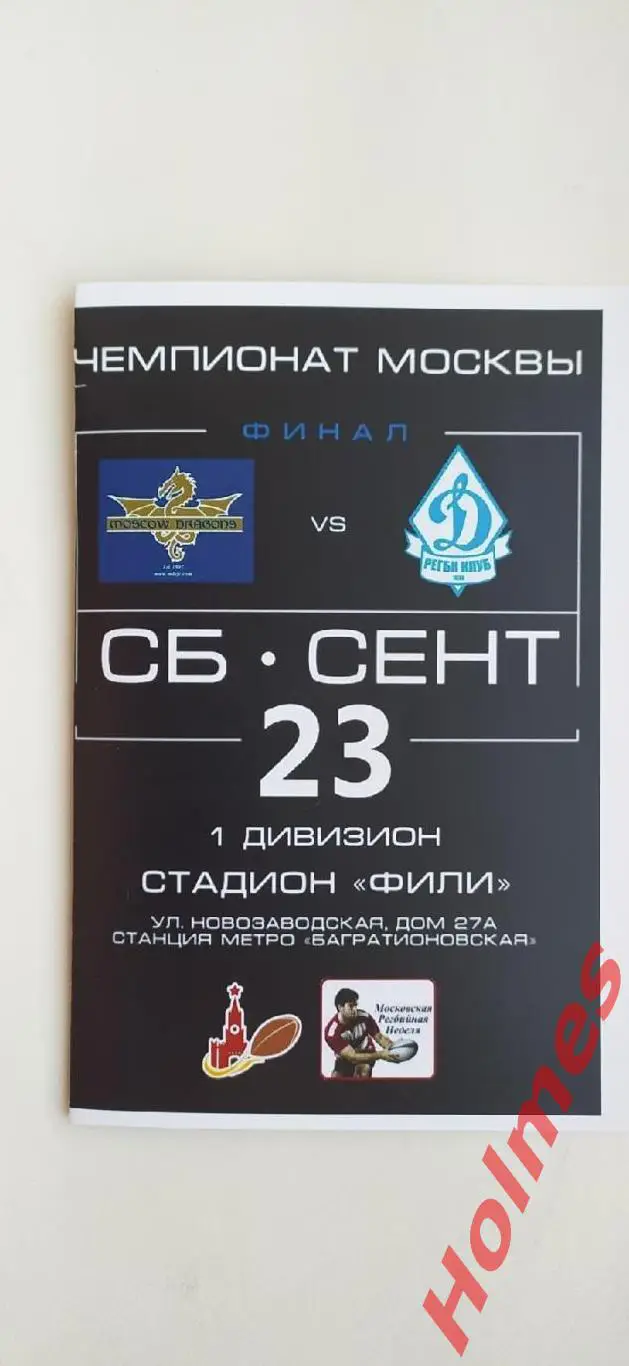 ЧЕМПИОНАТ МОСКВЫ
ФИНАЛ
MOSCOW DRAGONS
VS
Д
РЕГБИ КЛУБ
СБ · СЕНТ
23
1 ДИВИЗИОН
СТАДИОН «ФИЛИ»
УЛ. НОВОЗАВОДСКАЯ, ДОМ 27А
СТАНЦИЯ МЕТРО «БАГРАТИОНОВСКАЯ»
Московская
Регбийная
Неделя
Holmes